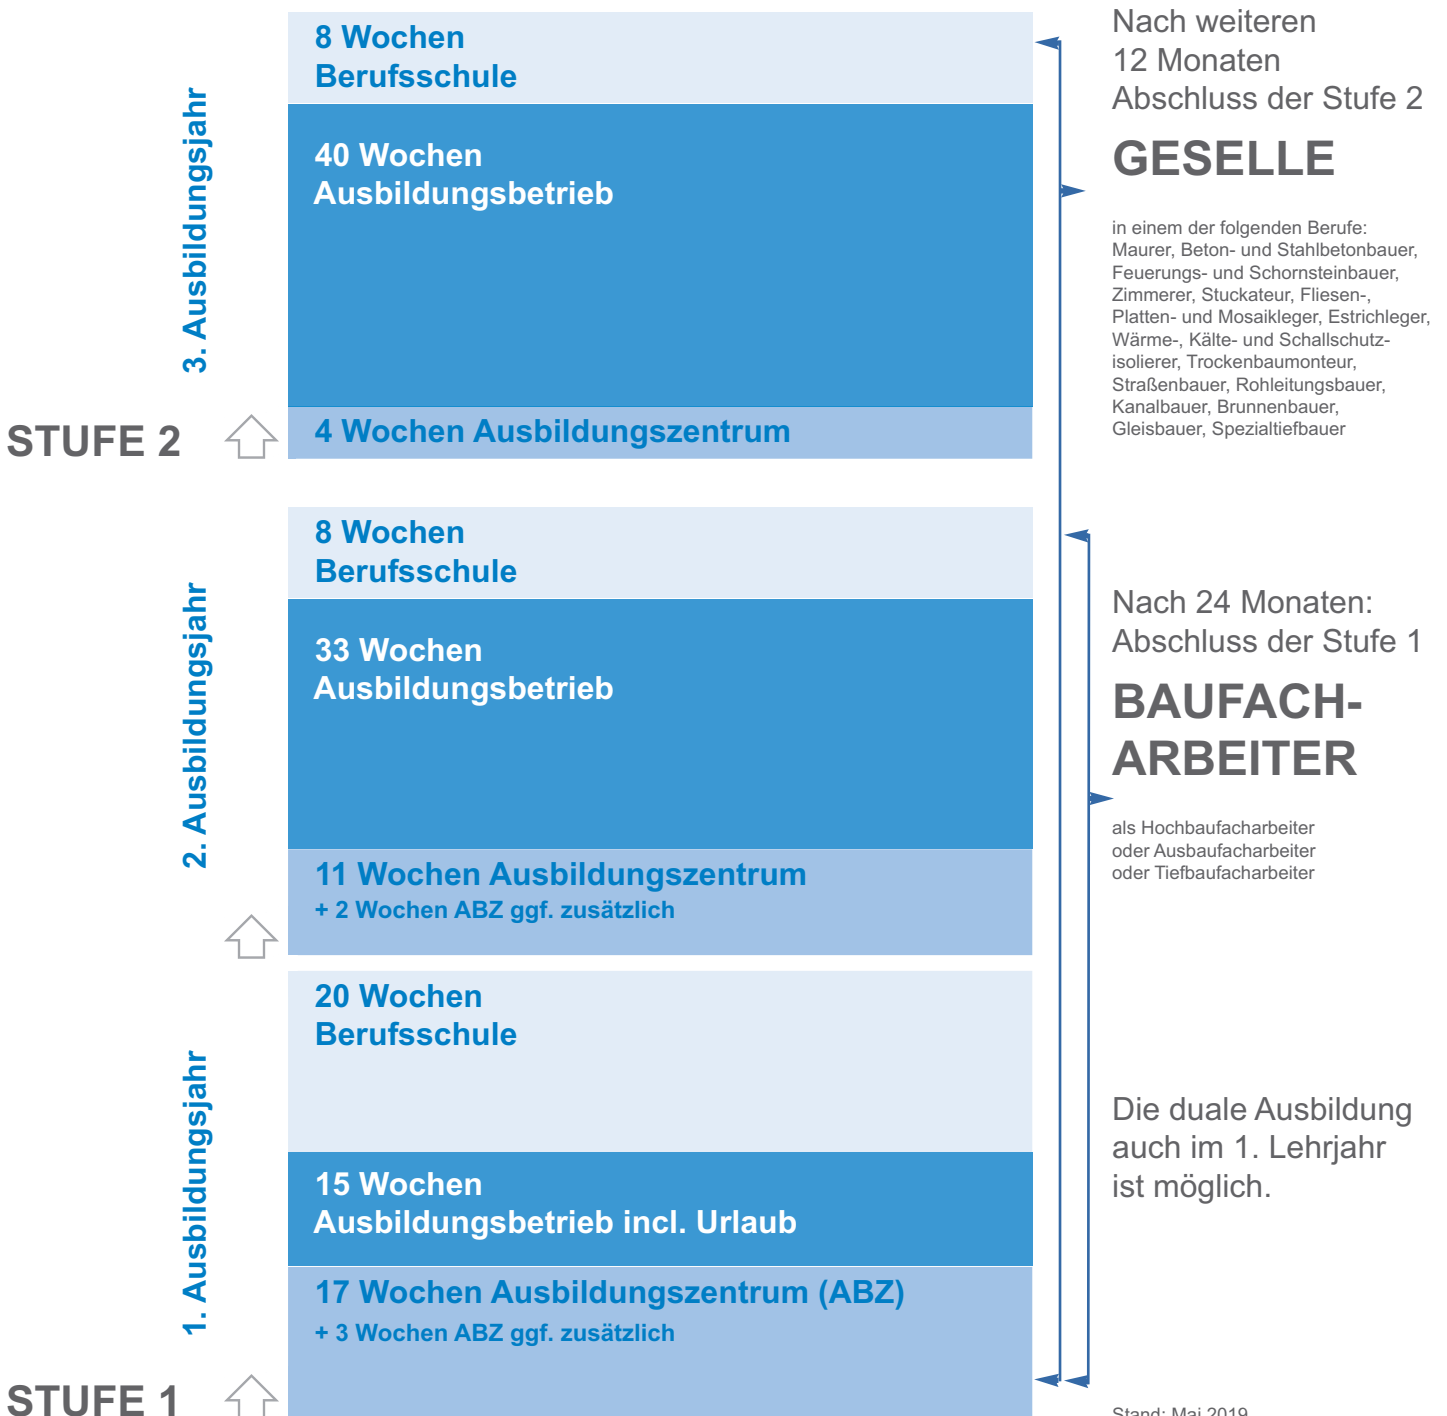 8 Wochen
Berufsschule
40 Wochen
Ausbildungsbetrieb
4 Wochen Ausbildungszentrum
3. Ausbildungsjahr
STUFE 2
Nach weiteren
12 Monaten
Abschluss der Stufe 2
GESELLE
in einem der folgenden Berufe:
Maurer, Beton- und Stahlbetonbauer,
Feuerungs- und Schornsteinbauer,
Zimmerer, Stuckateur, Fliesen-,
Platten- und Mosaikleger, Estrichleger,
Wärme-, Kälte- und Schallschutz-
isolierer, Trockenbaumonteur,
Straßenbauer, Rohleitungsbauer,
Kanalbauer, Brunnenbauer,
Gleisbauer, Spezialtiefbauer
8 Wochen
Berufsschule
33 Wochen
Ausbildungsbetrieb
11 Wochen Ausbildungszentrum
+ 2 Wochen ABZ ggf. zusätzlich
2. Ausbildungsjahr
Nach 24 Monaten:
Abschluss der Stufe 1
BAUFACH-
ARBEITER
als Hochbaufacharbeiter
oder Ausbaufacharbeiter
oder Tiefbaufacharbeiter
20 Wochen
Berufsschule
15 Wochen
Ausbildungsbetrieb incl. Urlaub
17 Wochen Ausbildungszentrum (ABZ)
+ 3 Wochen ABZ ggf. zusätzlich
1. Ausbildungsjahr
STUFE 1
Die duale Ausbildung
auch im 1. Lehrjahr
ist möglich.
Stand: Mai 2019